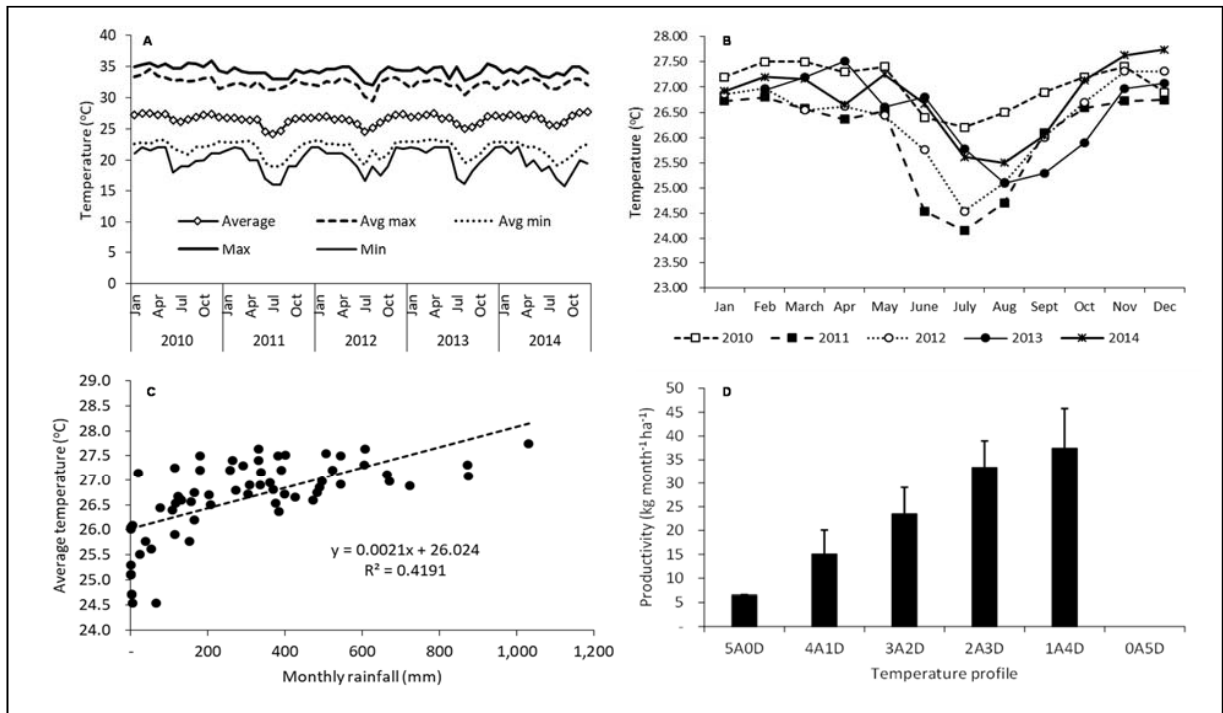 A
Temperature (°C)
40
35
30
25
20
15
10
5
0
Average Avg max Avg min
Max Min
Jan Apr Jul Oct Jan Apr Jul Oct Jan Apr Jul Oct Jan Apr Jul Oct Jan Apr Jul Oct
2010 2011 2012 2013 2014
B
Temperature (°C)
28.00
27.50
27.00
26.50
26.00
25.50
25.00
24.50
24.00
23.50
23.00
Jan Feb March Apr May June July Aug Sept Oct Nov Dec
2010 2011 2012 2013 2014
C
Average temperature (°C)
29.0
28.5
28.0
27.5
27.0
26.5
26.0
25.5
25.0
24.5
24.0
y = 0.0021x + 26.024
R² = 0.4191
- 200 400 600 800 1,000 1,200
Monthly rainfall (mm)
D
Productivity (kg month⁻¹ ha⁻¹)
50
45
40
35
30
25
20
15
10
5
-
5A0D 4A1D 3A2D 2A3D 1A4D 0A5D
Temperature profile